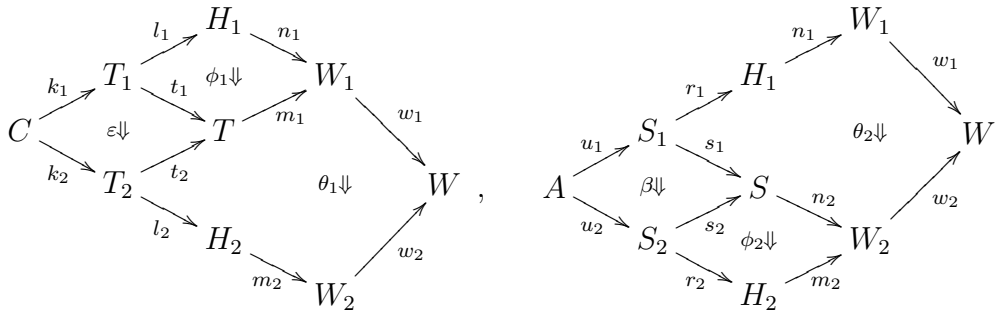 H₁ W₁
l₁ n₁ n₁
T₁ ϕ₁⇓ W₁ H₁ w₁
k₁ t₁ m₁ w₁ r₁
C ε⇓ T S₁ θ₂⇓ W
k₂ t₂ θ₁⇓ W , u₁ s₁
T₂ A β⇓ S w₂
l₂ w₂ u₂ s₂ n₂
H₂ S₂ ϕ₂⇓ W₂
m₂ r₂ m₂
W₂ H₂